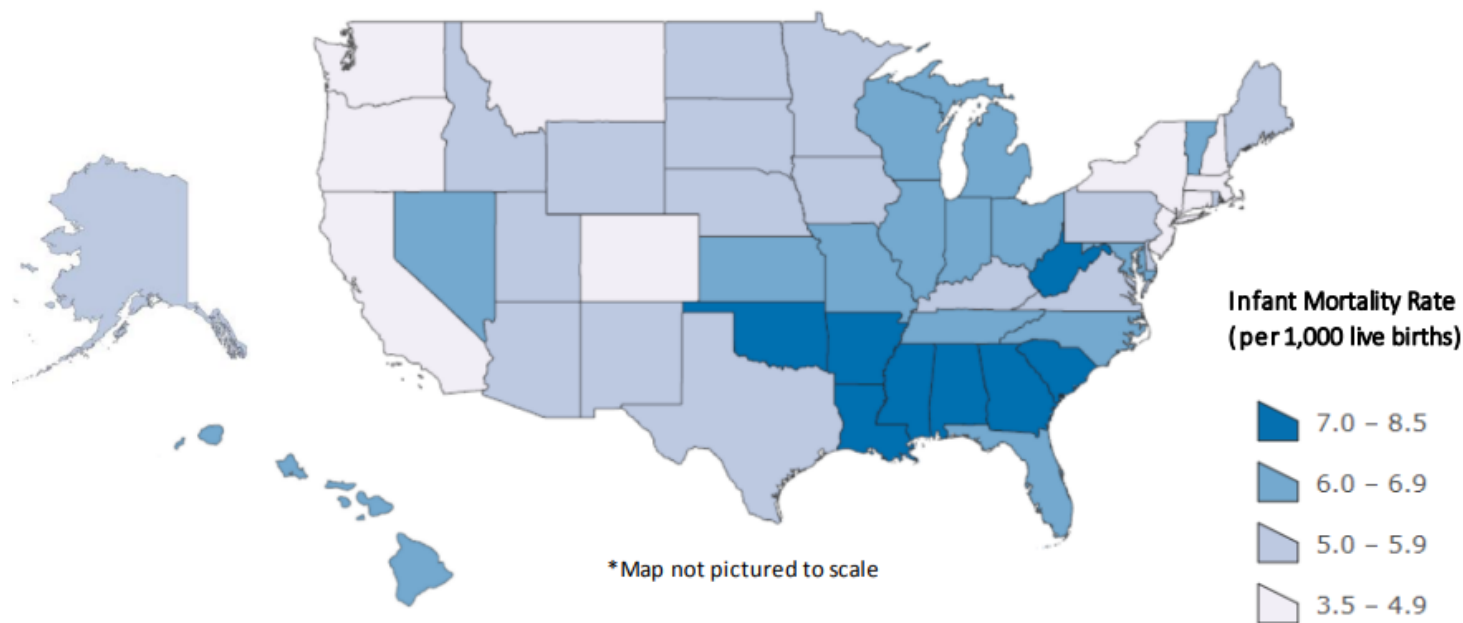 Infant Mortality Rate
(per 1,000 live births)
7.0 – 8.5
6.0 – 6.9
5.0 – 5.9
3.5 – 4.9
*Map not pictured to scale